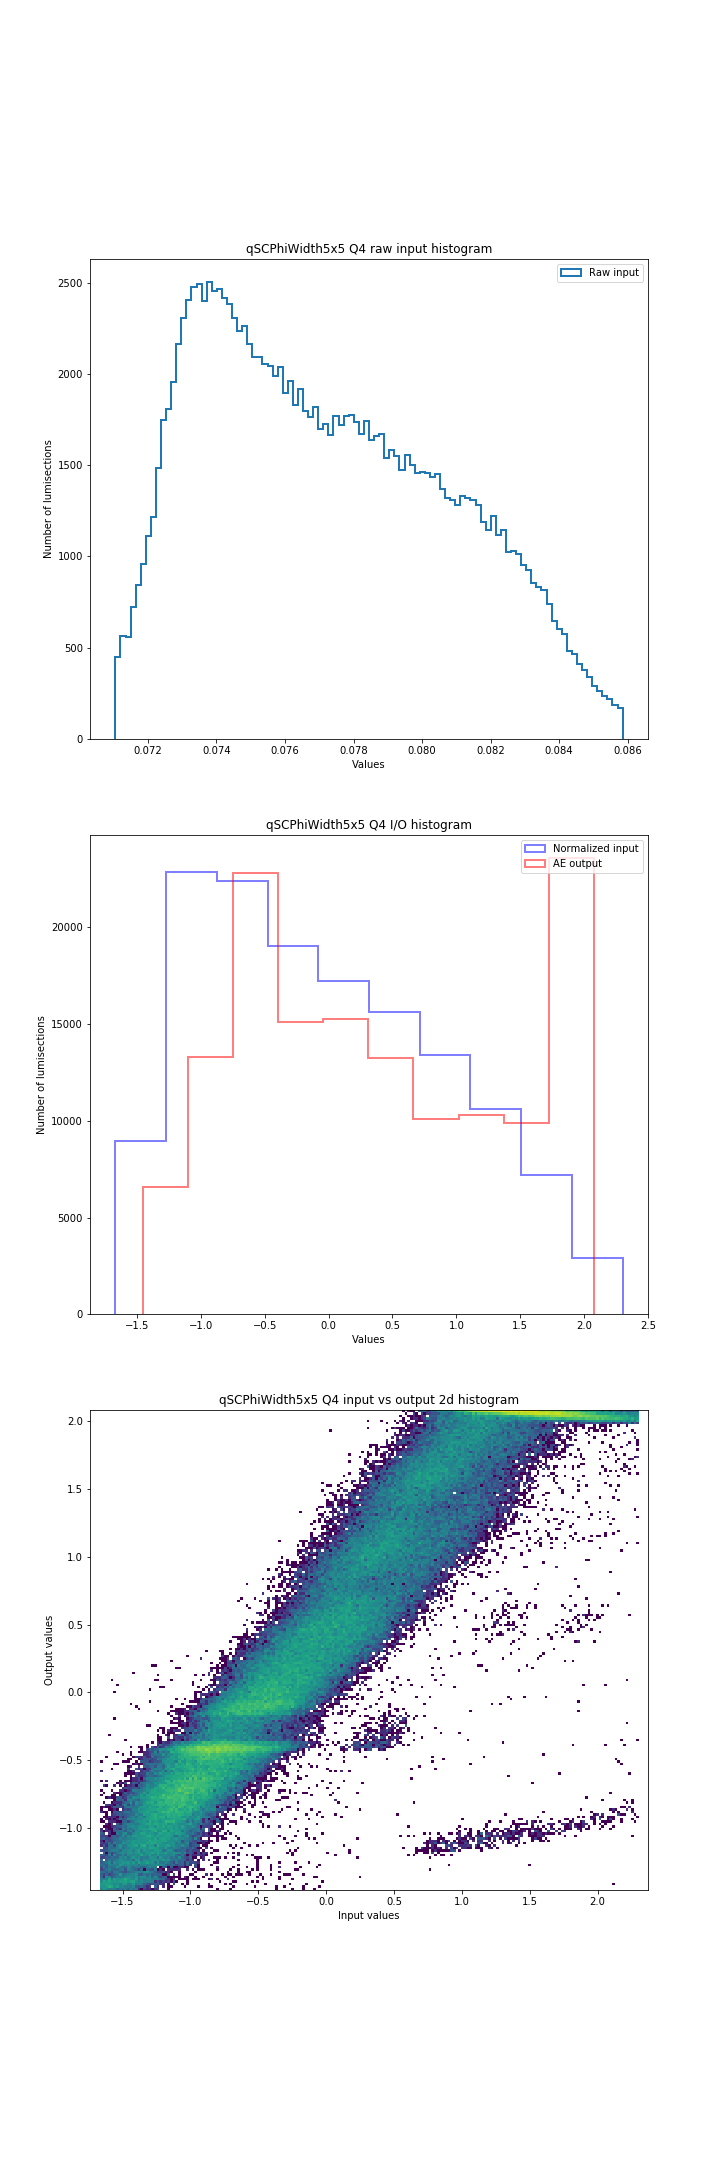 qSCPhiWidth5x5 Q4 raw input histogram
Raw input
2500
2000
1500
1000
500
0
Number of lumisections
0.072 0.074 0.076 0.078 0.080 0.082 0.084 0.086
Values
qSCPhiWidth5x5 Q4 I/O histogram
Normalized input
AE output
20000
15000
10000
5000
0
Number of lumisections
−1.5 −1.0 −0.5 0.0 0.5 1.0 1.5 2.0 2.5
Values
qSCPhiWidth5x5 Q4 input vs output 2d histogram
2.0
1.5
1.0
0.5
0.0
−0.5
−1.0
Output values
−1.5 −1.0 −0.5 0.0 0.5 1.0 1.5 2.0
Input values